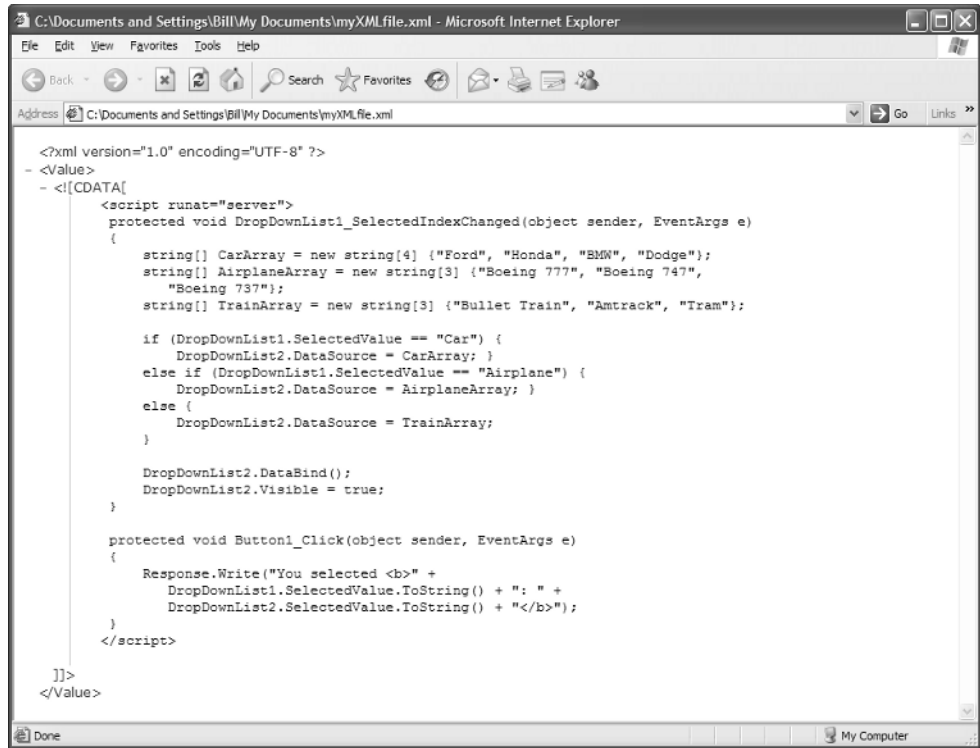 C:\Documents and Settings\Bill\My Documents\myXMLfile.xml - Microsoft Internet Explorer
File Edit View Favorites Tools Help
Back Search Favorites
Address C:\Documents and Settings\Bill\My Documents\myXMLfile.xml Go Links »
<?xml version="1.0" encoding="UTF-8" ?>
- <Value>
- <![CDATA[
<script runat="server">
protected void DropDownList1_SelectedIndexChanged(object sender, EventArgs e)
{
string[] CarArray = new string[4] {"Ford", "Honda", "BMW", "Dodge"};
string[] AirplaneArray = new string[3] {"Boeing 777", "Boeing 747",
"Boeing 737"};
string[] TrainArray = new string[3] {"Bullet Train", "Amtrack", "Tram"};
if (DropDownList1.SelectedValue == "Car") {
DropDownList2.DataSource = CarArray; }
else if (DropDownList1.SelectedValue == "Airplane") {
DropDownList2.DataSource = AirplaneArray; }
else {
DropDownList2.DataSource = TrainArray;
}
DropDownList2.DataBind();
DropDownList2.Visible = true;
}
protected void Button1_Click(object sender, EventArgs e)
{
Response.Write("You selected <b>" +
DropDownList1.SelectedValue.ToString() + ": " +
DropDownList2.SelectedValue.ToString() + "</b>");
}
</script>
]]>
</Value>
Done My Computer